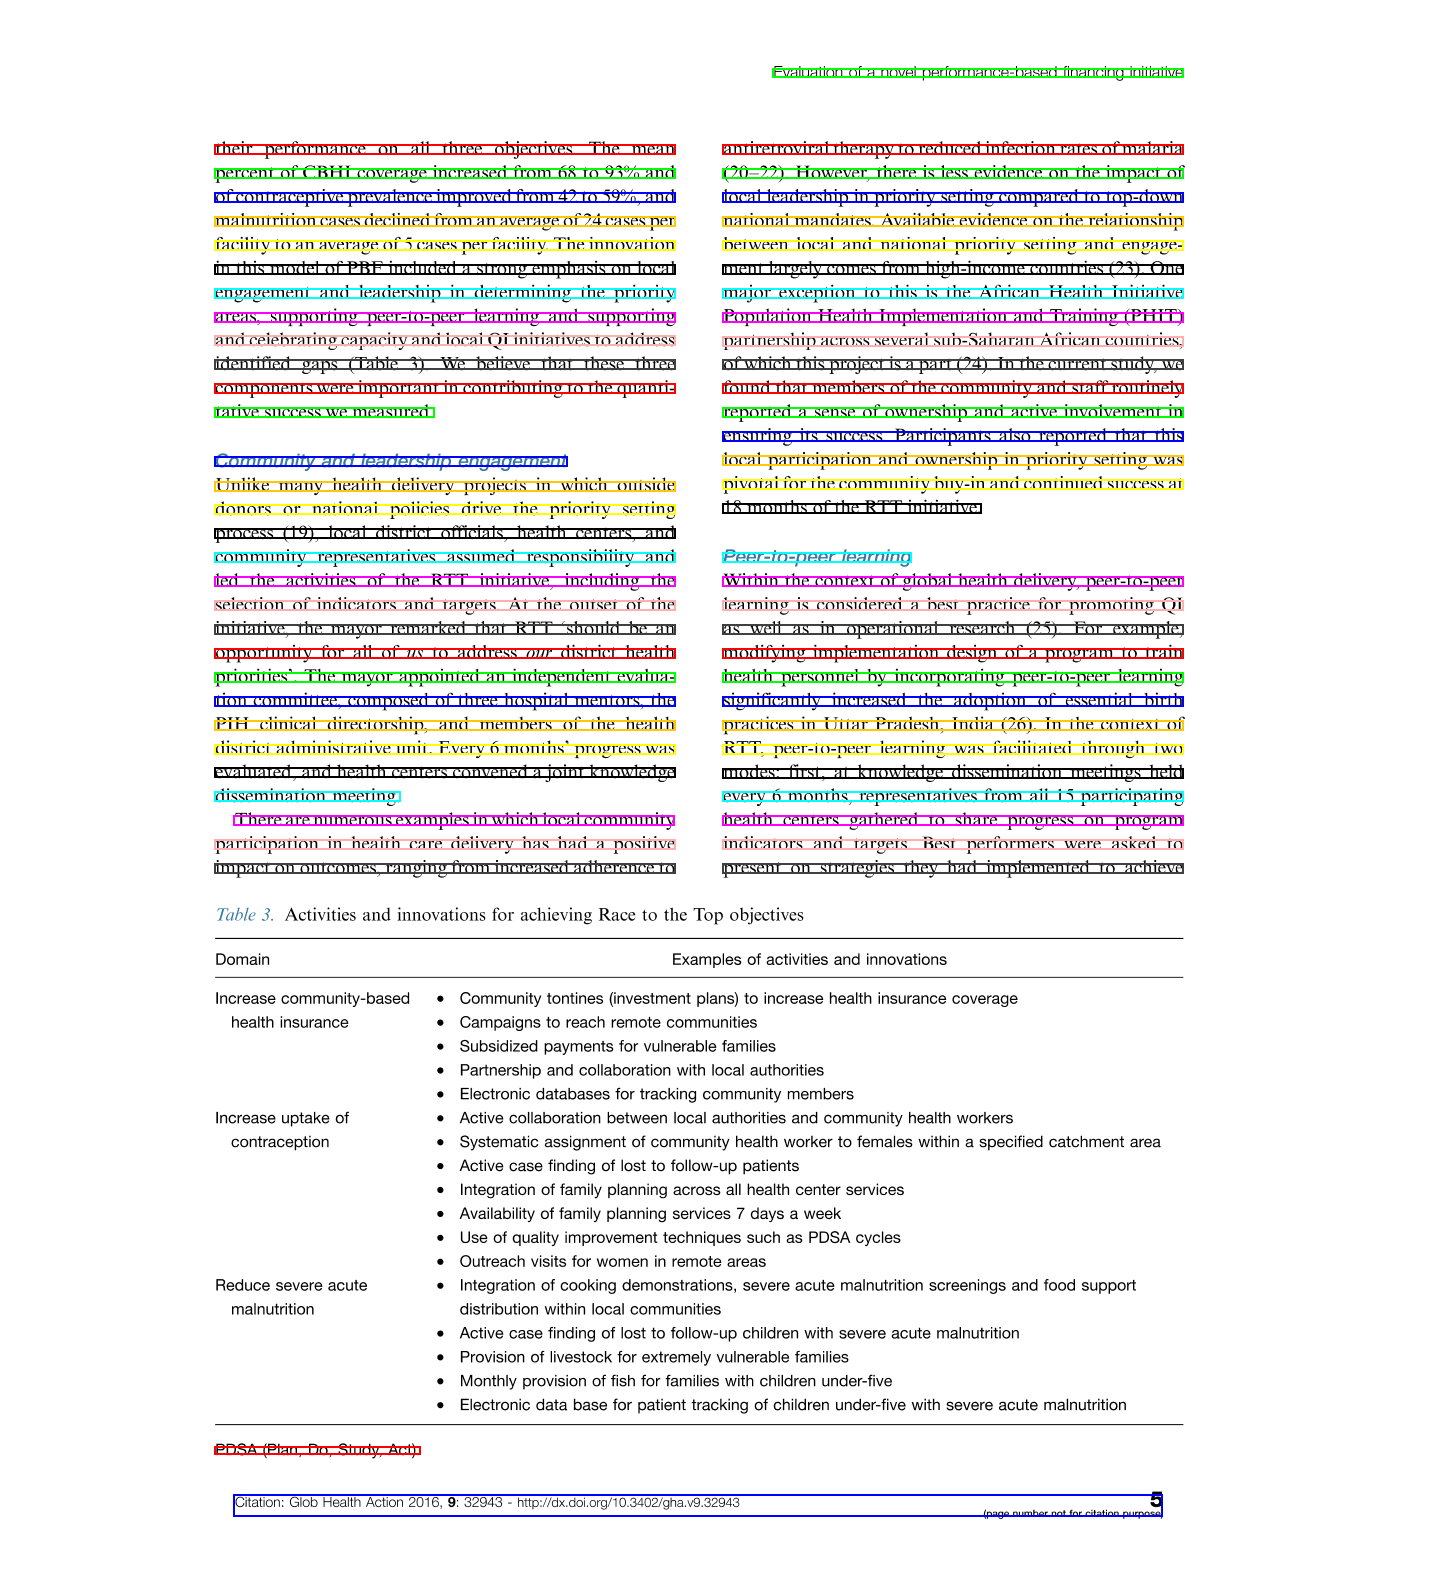 Evaluation of a novel performance-based financing initiative
their performance on all three objectives. The mean
percent of CBHI coverage increased from 68 to 93% and
of contraceptive prevalence improved from 42 to 59%, and
malnutrition cases declined from an average of 24 cases per
facility to an average of 5 cases per facility. The innovation
in this model of PBF included a strong emphasis on local
engagement and leadership in determining the priority
areas, supporting peer-to-peer learning and supporting
and celebrating capacity and local QI initiatives to address
identified gaps (Table 3). We believe that these three
components were important in contributing to the quanti-
tative success we measured.
Community and leadership engagement
Unlike many health delivery projects in which outside
donors or national policies drive the priority setting
process (19), local district officials, health centers, and
community representatives assumed responsibility and
led the activities of the RTT initiative, including the
selection of indicators and targets. At the outset of the
initiative, the mayor remarked that RTT 'should be an
opportunity for all of us to address our district health
priorities'. The mayor appointed an independent evalua-
tion committee, composed of three hospital mentors, the
PIH clinical directorship, and members of the health
district administrative unit. Every 6 months' progress was
evaluated, and health centers convened a joint knowledge
dissemination meeting.
There are numerous examples in which local community
participation in health care delivery has had a positive
impact on outcomes, ranging from increased adherence to
antiretroviral therapy to reduced infection rates of malaria
(20–22). However, there is less evidence on the impact of
local leadership in priority setting compared to top-down
national mandates. Available evidence on the relationship
between local and national priority setting and engage-
ment largely comes from high-income countries (23). One
major exception to this is the African Health Initiative
Population Health Implementation and Training (PHIT)
partnership across several sub-Saharan African countries,
of which this project is a part (24). In the current study, we
found that members of the community and staff routinely
reported a sense of ownership and active involvement in
ensuring its success. Participants also reported that this
local participation and ownership in priority setting was
pivotal for the community buy-in and continued success at
18 months of the RTT initiative.
Peer-to-peer learning
Within the context of global health delivery, peer-to-peer
learning is considered a best practice for promoting QI
as well as in operational research (25). For example,
modifying implementation design of a program to train
health personnel by incorporating peer-to-peer learning
significantly increased the adoption of essential birth
practices in Uttar Pradesh, India (26). In the context of
RTT, peer-to-peer learning was facilitated through two
modes: first, at knowledge dissemination meetings held
every 6 months, representatives from all 15 participating
health centers gathered to share progress on program
indicators and targets. Best performers were asked to
present on strategies they had implemented to achieve
Table 3. Activities and innovations for achieving Race to the Top objectives
Domain Examples of activities and innovations
Increase community-based • Community tontines (investment plans) to increase health insurance coverage
health insurance • Campaigns to reach remote communities
• Subsidized payments for vulnerable families
• Partnership and collaboration with local authorities
• Electronic databases for tracking community members
Increase uptake of • Active collaboration between local authorities and community health workers
contraception • Systematic assignment of community health worker to females within a specified catchment area
• Active case finding of lost to follow-up patients
• Integration of family planning across all health center services
• Availability of family planning services 7 days a week
• Use of quality improvement techniques such as PDSA cycles
• Outreach visits for women in remote areas
Reduce severe acute • Integration of cooking demonstrations, severe acute malnutrition screenings and food support
malnutrition distribution within local communities
• Active case finding of lost to follow-up children with severe acute malnutrition
• Provision of livestock for extremely vulnerable families
• Monthly provision of fish for families with children under-five
• Electronic data base for patient tracking of children under-five with severe acute malnutrition
PDSA (Plan, Do, Study, Act).
Citation: Glob Health Action 2016, 9: 32943 - http://dx.doi.org/10.3402/gha.v9.32943 5
(page number not for citation purpose)